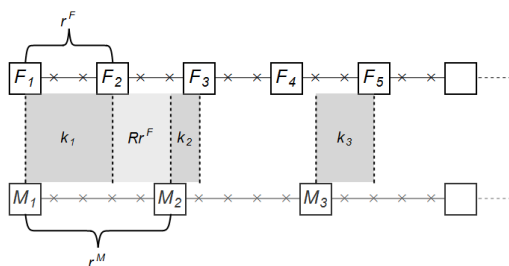 r^F
F_1 F_2 F_3 F_4 F_5
k_1 Rr^F k_2 k_3
M_1 M_2 M_3
r^M